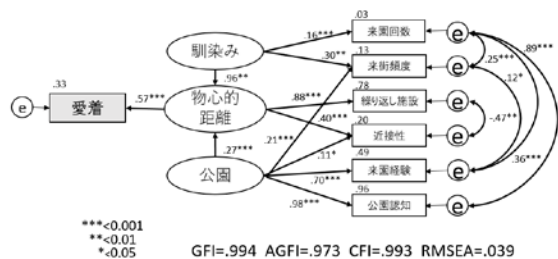 .03
.16***
来園回数
e
馴染み
.13
.30**
来街頻度
e
.25***
.89***
.12*
.33
.96**
.78
e
愛着
.57***
物心的
距離
.88***
繰り返し施設
e
.40***
.20
-.47**
.21***
近接性
e
.11*
.27***
.49
公園
.70***
来園経験
e
.36***
.96
.98***
公園認知
e
***<0.001
**<0.01
*<0.05
GFI=.994 AGFI=.973 CFI=.993 RMSEA=.039